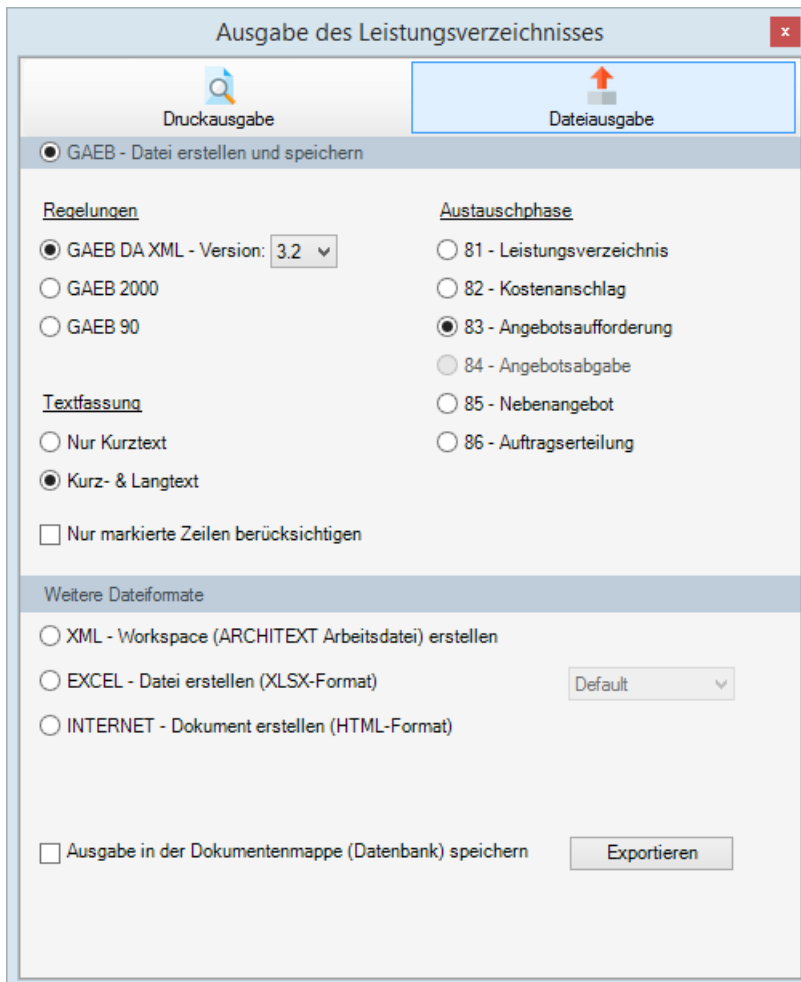 Ausgabe des Leistungsverzeichnisses
x
Druckausgabe
Dateiausgabe
GAEB - Datei erstellen und speichern
Regelungen
GAEB DA XML - Version: 3.2
GAEB 2000
GAEB 90
Textfassung
Nur Kurztext
Kurz- & Langtext
Nur markierte Zeilen berücksichtigen
Austauschphase
81 - Leistungsverzeichnis
82 - Kostenanschlag
83 - Angebotsaufforderung
84 - Angebotsabgabe
85 - Nebenangebot
86 - Auftragserteilung
Weitere Dateiformate
XML - Workspace (ARCHITEXT Arbeitsdatei) erstellen
EXCEL - Datei erstellen (XLSX-Format)
Default
INTERNET - Dokument erstellen (HTML-Format)
Ausgabe in der Dokumentenmappe (Datenbank) speichern
Exportieren